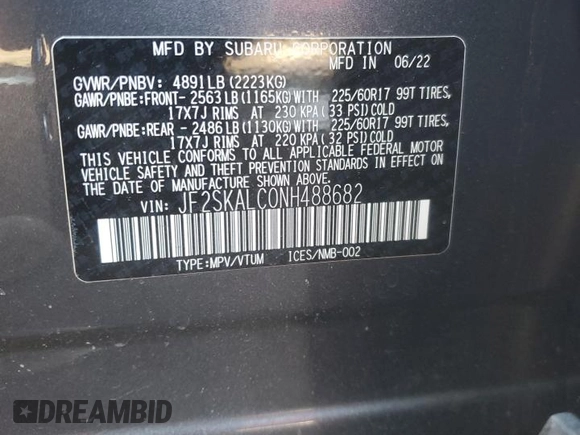 MFD BY SUBARU CORPORATION
MFD IN 06/22
GVWR/PNBV: 4891LB(2223KG)
GAWR/PNBE:FRONT- 2563LB(1165KG)WITH 225/60R17 99T TIRES,
17X7J RIMS AT 230 KPA( 33 PSI)COLD
GAWR/PNBE:REAR - 2486LB(1130KG)WITH 225/60R17 99T TIRES,
17X7J RIMS AT 220 KPA( 32 PSI)COLD
THIS VEHICLE CONFORMS TO ALL APPLICABLE FEDERAL MOTOR
VEHICLE SAFETY AND THEFT PREVENTION STANDARDS IN EFFECT
ON THE DATE OF MANUFACTURE SHOWN ABOVE.
VIN: JF2SKALC0NH488682
TYPE:MPV/VTUM ICES/NMB-002
DREAMBID